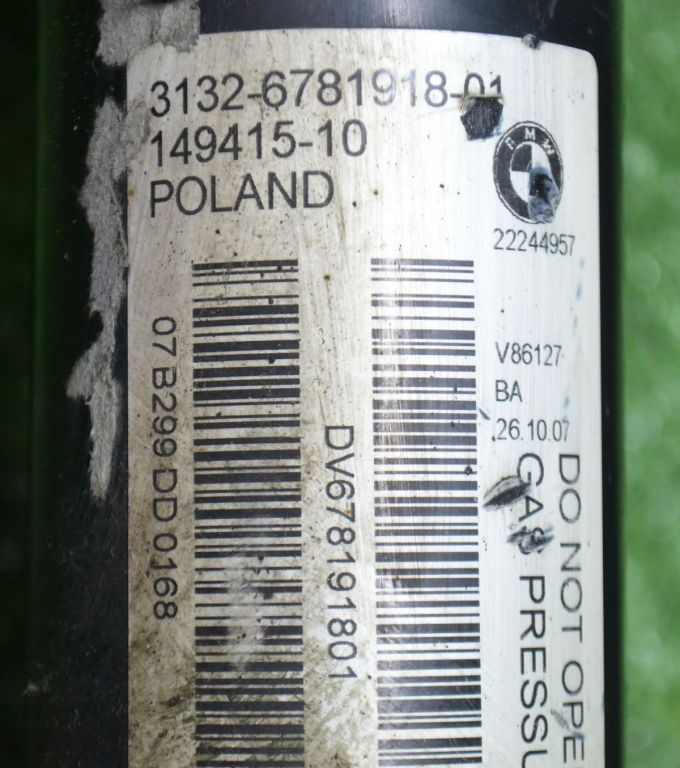 3132-6781918-01
149415-10
POLAND
BMW
22244957
V86127
BA
26.10.07
07 B299 DD 0168
DV678191801
DO NOT OPE
GAS PRESSU